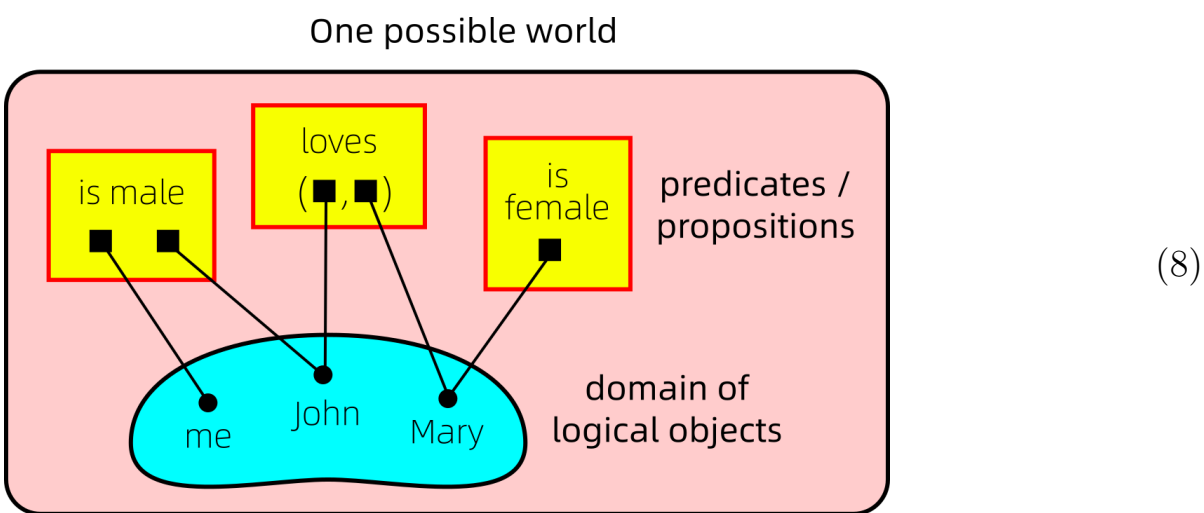 One possible world
loves
( , )
is male
is
female
predicates /
propositions
(8)
me
John
Mary
domain of
logical objects